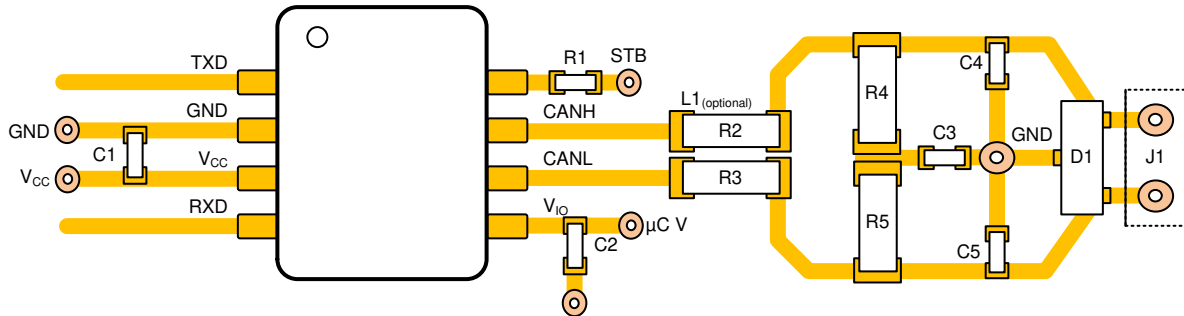 TXD
GND
GND
C1
VCC
VCC
RXD
R1
STB
CANH
CANL
VIO
µC V
C2
L1(optional)
R2
R3
R4
R5
C3
C4
C5
GND
D1
J1